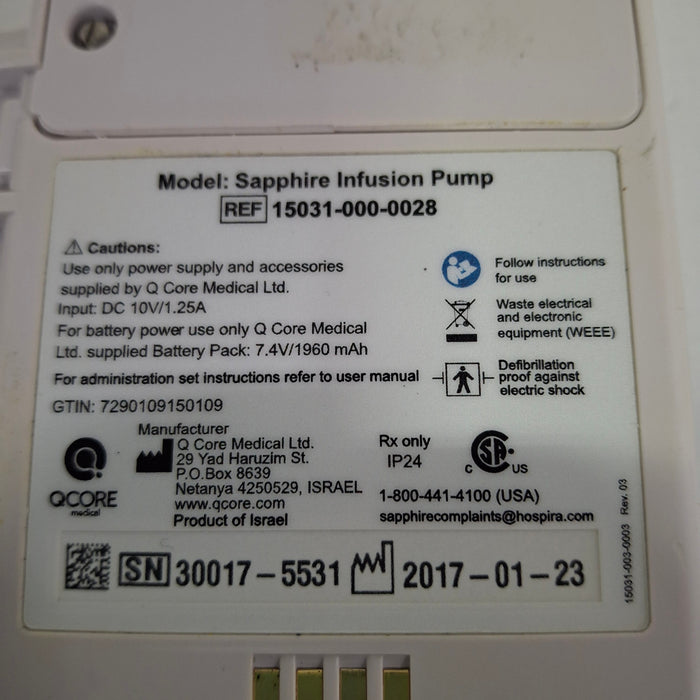 Model: Sapphire Infusion Pump
REF 15031-000-0028
Cautions:
Use only power supply and accessories
supplied by Q Core Medical Ltd.
Input: DC 10V/1.25A
For battery power use only Q Core Medical
Ltd. supplied Battery Pack: 7.4V/1960 mAh
For administration set instructions refer to user manual
GTIN: 7290109150109
Follow instructions
for use
Waste electrical
and electronic
equipment (WEEE)
Defibrillation
proof against
electric shock
QCORE
medical
Manufacturer
Q Core Medical Ltd.
29 Yad Haruzim St.
P.O.Box 8639
Netanya 4250529, ISRAEL
www.qcore.com
Product of Israel
Rx only
IP24
C SA US
1-800-441-4100 (USA)
sapphirecomplaints@hospira.com
SN 30017-5531 2017-01-23
15031-003-0003 Rev. 03